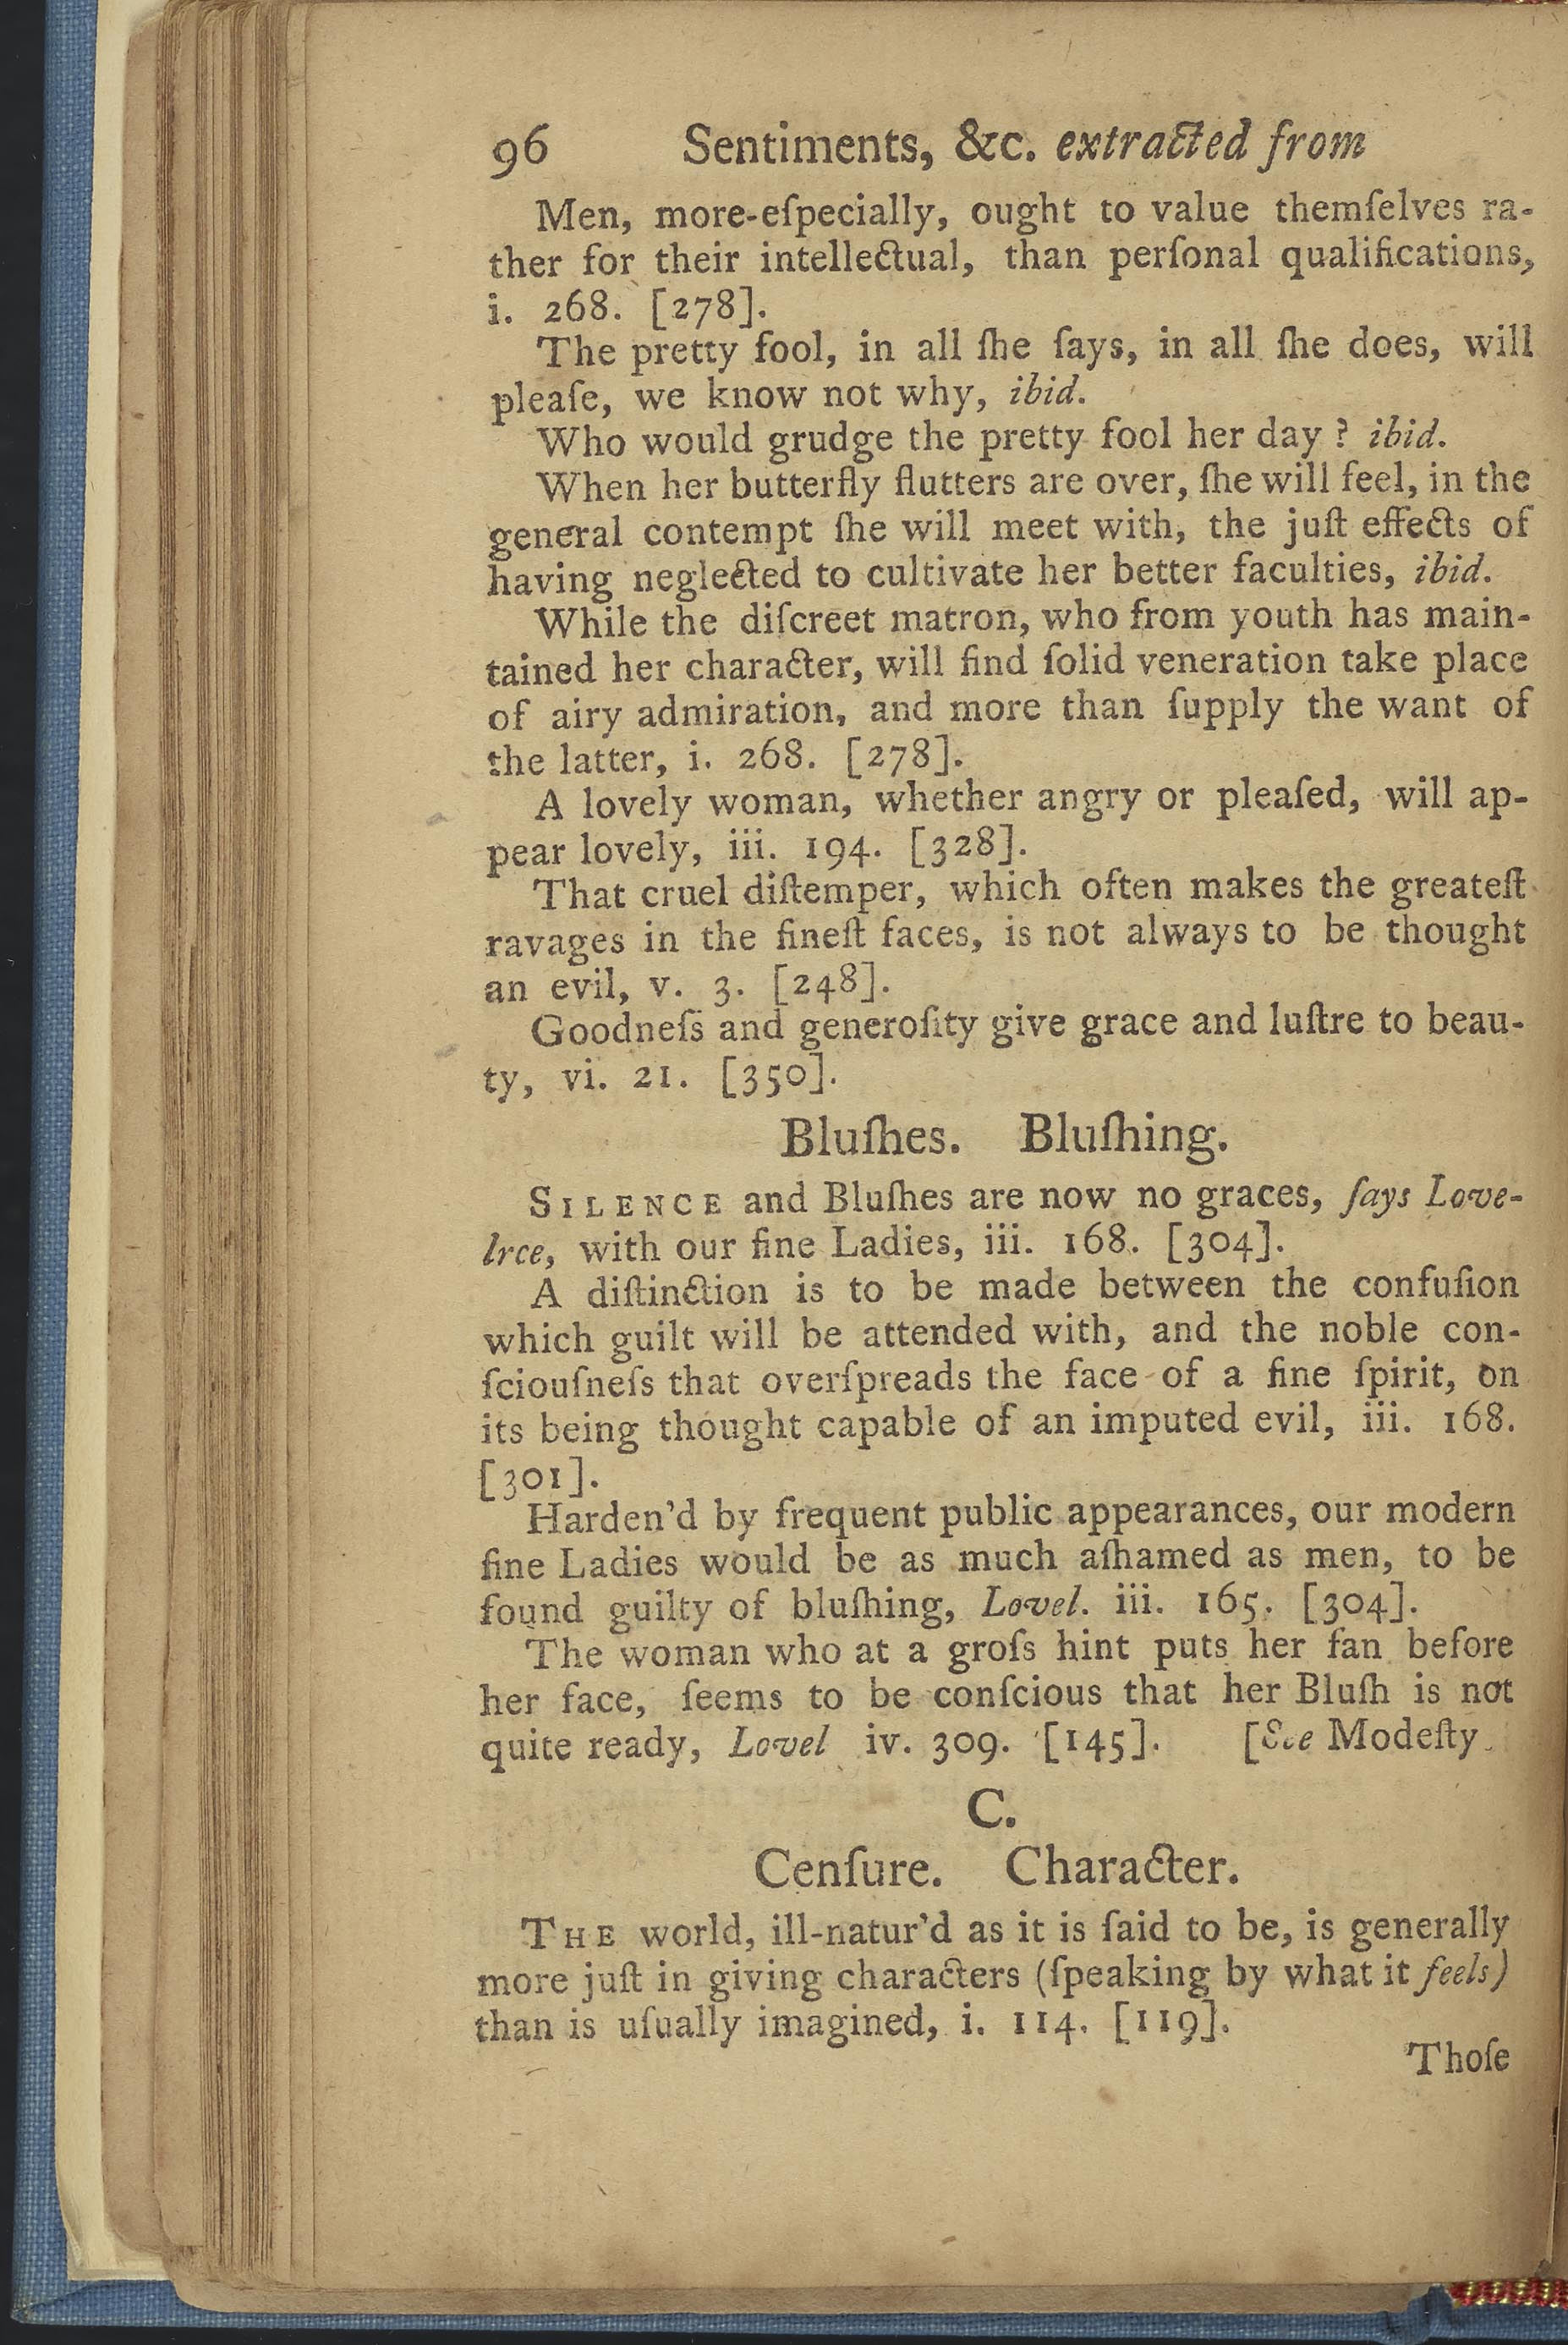 96 Sentiments, &c. extracted from
Men, more-eſpecially, ought to value themſelves ra-
ther for their intellectual, than perſonal qualifications,
i. 268. [278].
The pretty fool, in all ſhe ſays, in all ſhe does, will
pleaſe, we know not why, ibid.
Who would grudge the pretty fool her day ? ibid.
When her butterfly flutters are over, ſhe will feel, in the
general contempt ſhe will meet with, the juſt effects of
having neglected to cultivate her better faculties, ibid.
While the diſcreet matron, who from youth has main-
tained her character, will find ſolid veneration take place
of airy admiration, and more than ſupply the want of
the latter, i. 268. [278].
A lovely woman, whether angry or pleaſed, will ap-
pear lovely, iii. 194. [328].
That cruel diſtemper, which often makes the greateſt
ravages in the fineſt faces, is not always to be thought
an evil, v. 3. [248].
Goodneſs and generoſity give grace and luſtre to beau-
ty, vi. 21. [350].
Bluſhes. Bluſhing.
SILENCE and Bluſhes are now no graces, ſays Love-
lrce, with our fine Ladies, iii. 168. [304].
A diſtinction is to be made between the confuſion
which guilt will be attended with, and the noble con-
ſciouſneſs that overſpreads the face of a fine ſpirit, on
its being thought capable of an imputed evil, iii. 168.
[301].
Harden'd by frequent public appearances, our modern
fine Ladies would be as much aſhamed as men, to be
found guilty of bluſhing, Lovel. iii. 165. [304].
The woman who at a groſs hint puts her fan before
her face, ſeems to be conſcious that her Bluſh is not
quite ready, Lovel iv. 309. [145]. [See Modeſty.
C.
Cenſure. Character.
THE world, ill-natur'd as it is ſaid to be, is generally
more juſt in giving characters (ſpeaking by what it feels)
than is uſually imagined, i. 114. [119].
Thoſe